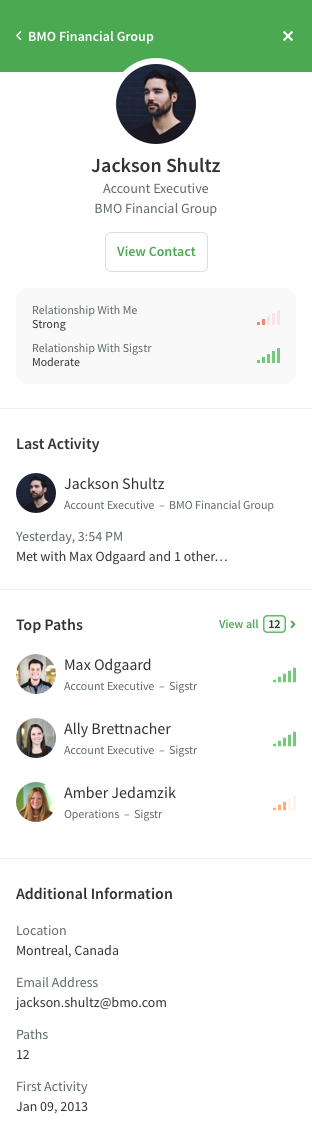 BMO Financial Group
Jackson Shultz
Account Executive
BMO Financial Group
View Contact
Relationship With Me
Strong
Relationship With Sigstr
Moderate
Last Activity
Jackson Shultz
Account Executive – BMO Financial Group
Yesterday, 3:54 PM
Met with Max Odgaard and 1 other…
Top Paths View all 12
Max Odgaard
Account Executive – Sigstr
Ally Brettnacher
Account Executive – Sigstr
Amber Jedamzik
Operations – Sigstr
Additional Information
Location
Montreal, Canada
Email Address
jackson.shultz@bmo.com
Paths
12
First Activity
Jan 09, 2013